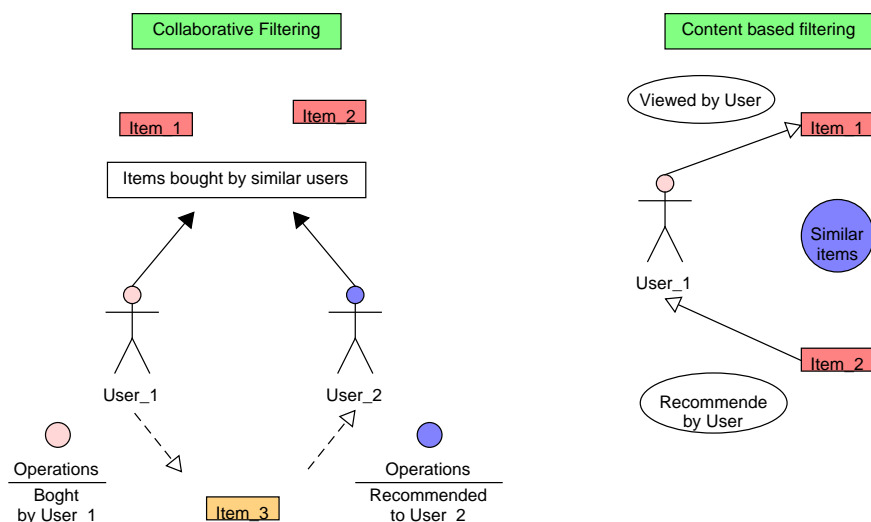 Collaborative Filtering
Item_1
Item_2
Items bought by similar users
User_1
User_2
Operations
Boght
by User_1
Item_3
Operations
Recommended
to User_2
Content based filtering
Viewed by User
Item_1
Similar
items
User_1
Item_2
Recommende
by User